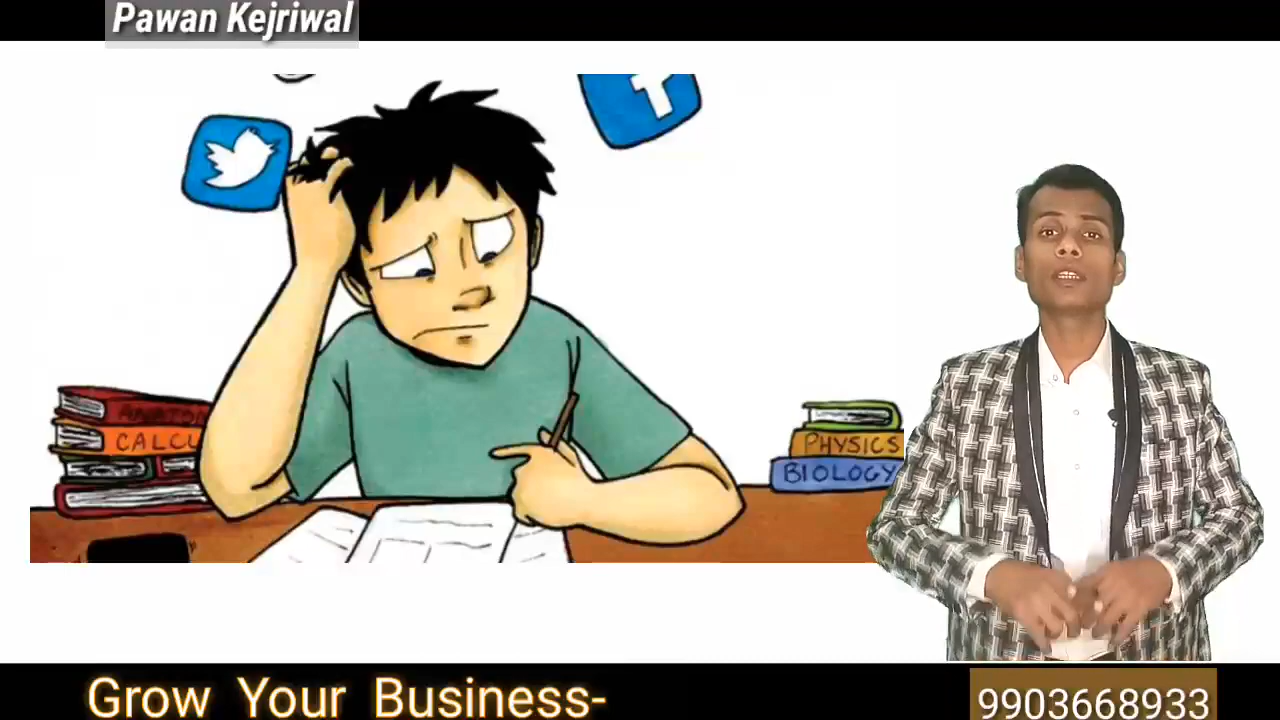 Pawan Kejriwal
CALCU
PHYSICS
BIOLOGY
Grow Your Business-
9903668933